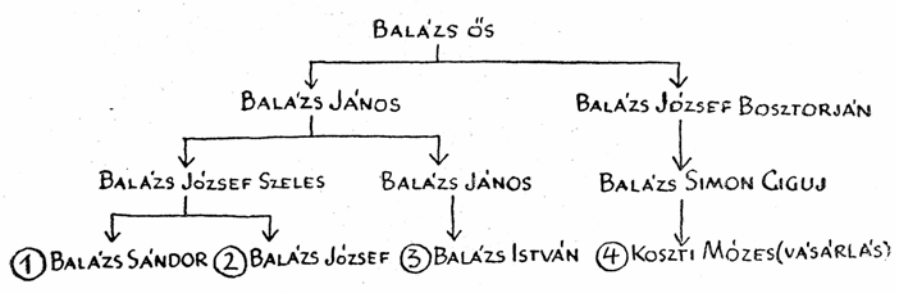 BALÁZS ŐS
BALÁZS JÁNOS BALÁZS JÓZSEF BOSZTORJÁN
BALÁZS JÓZSEF SZELES BALÁZS JÁNOS BALÁZS SIMON CIGUJ
1 BALÁZS SÁNDOR 2 BALÁZS JÓZSEF 3 BALÁZS ISTVÁN 4 KOSZTI MÓZES (VÁSÁRLÁS)